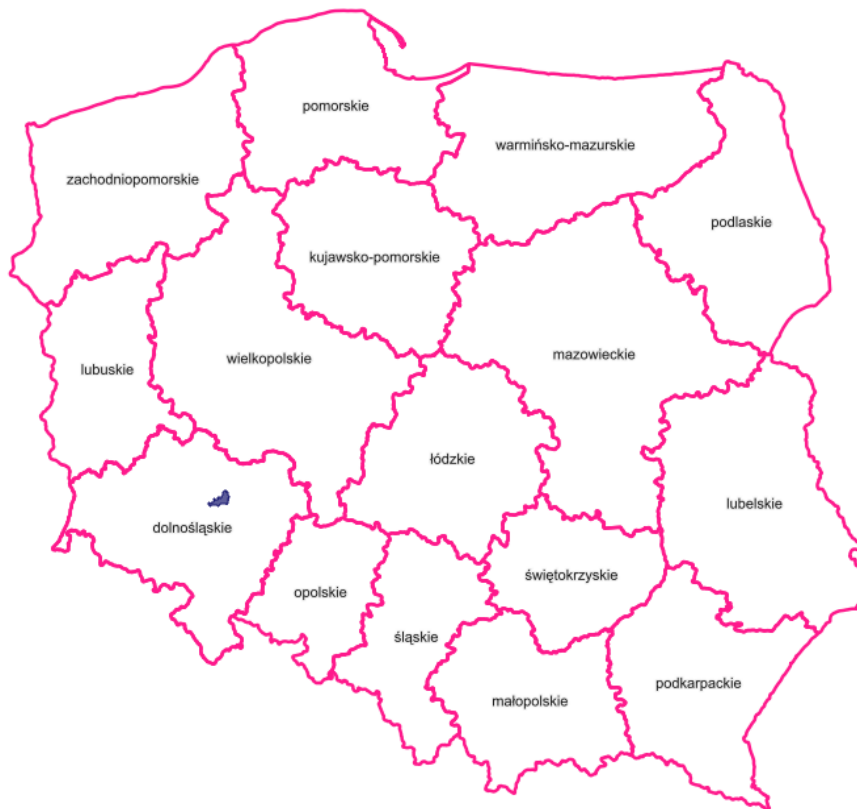 pomorskie
warmińsko-mazurskie
zachodniopomorskie
podlaskie
kujawsko-pomorskie
wielkopolskie
mazowieckie
lubuskie
łódzkie
lubelskie
dolnośląskie
świętokrzyskie
opolskie
śląskie
podkarpackie
małopolskie